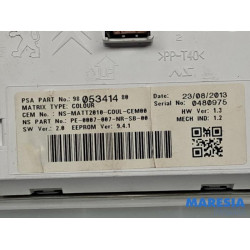 >PP-T40<
PSA PART No.: 98 053414 80
MATRIX TYPE: COLOUR
CEM No.: NS-MATT2010-COUL-CEM00
NS PART No.: PE-0002-007-NR-SB-00
SW Ver.: 2.0 EEPROM Ver.: 9.4.1
Date: 23/08/2013
Serial No: 0480975
HW IND: 1.3
MECH IND: 1.2
MARESIA